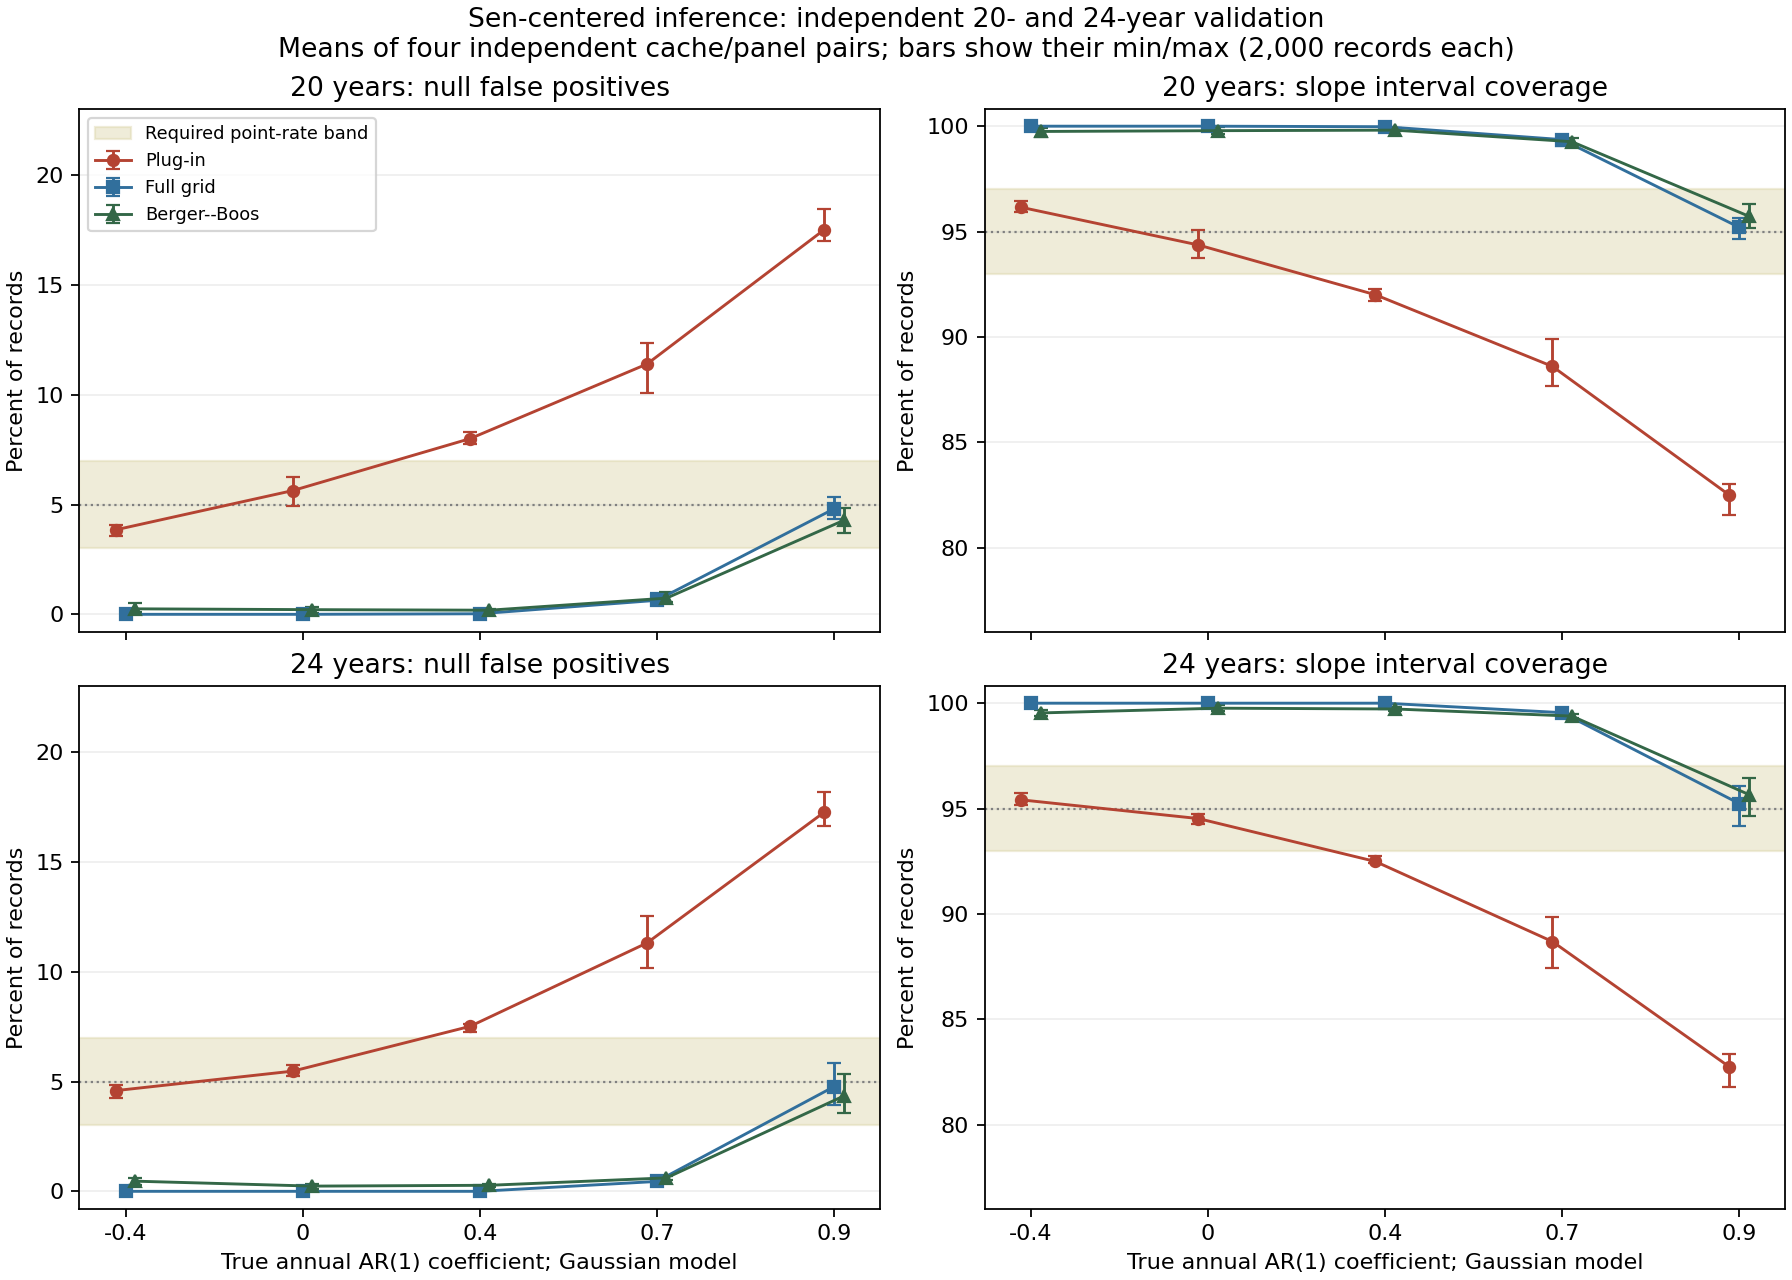 Sen-centered inference: independent 20- and 24-year validation
Means of four independent cache/panel pairs; bars show their min/max (2,000 records each)
20 years: null false positives
Percent of records
20
15
10
5
0
Required point-rate band
Plug-in
Full grid
Berger--Boos
20 years: slope interval coverage
Percent of records
100
95
90
85
80
24 years: null false positives
Percent of records
20
15
10
5
0
-0.4 0 0.4 0.7 0.9
True annual AR(1) coefficient; Gaussian model
24 years: slope interval coverage
Percent of records
100
95
90
85
80
-0.4 0 0.4 0.7 0.9
True annual AR(1) coefficient; Gaussian model